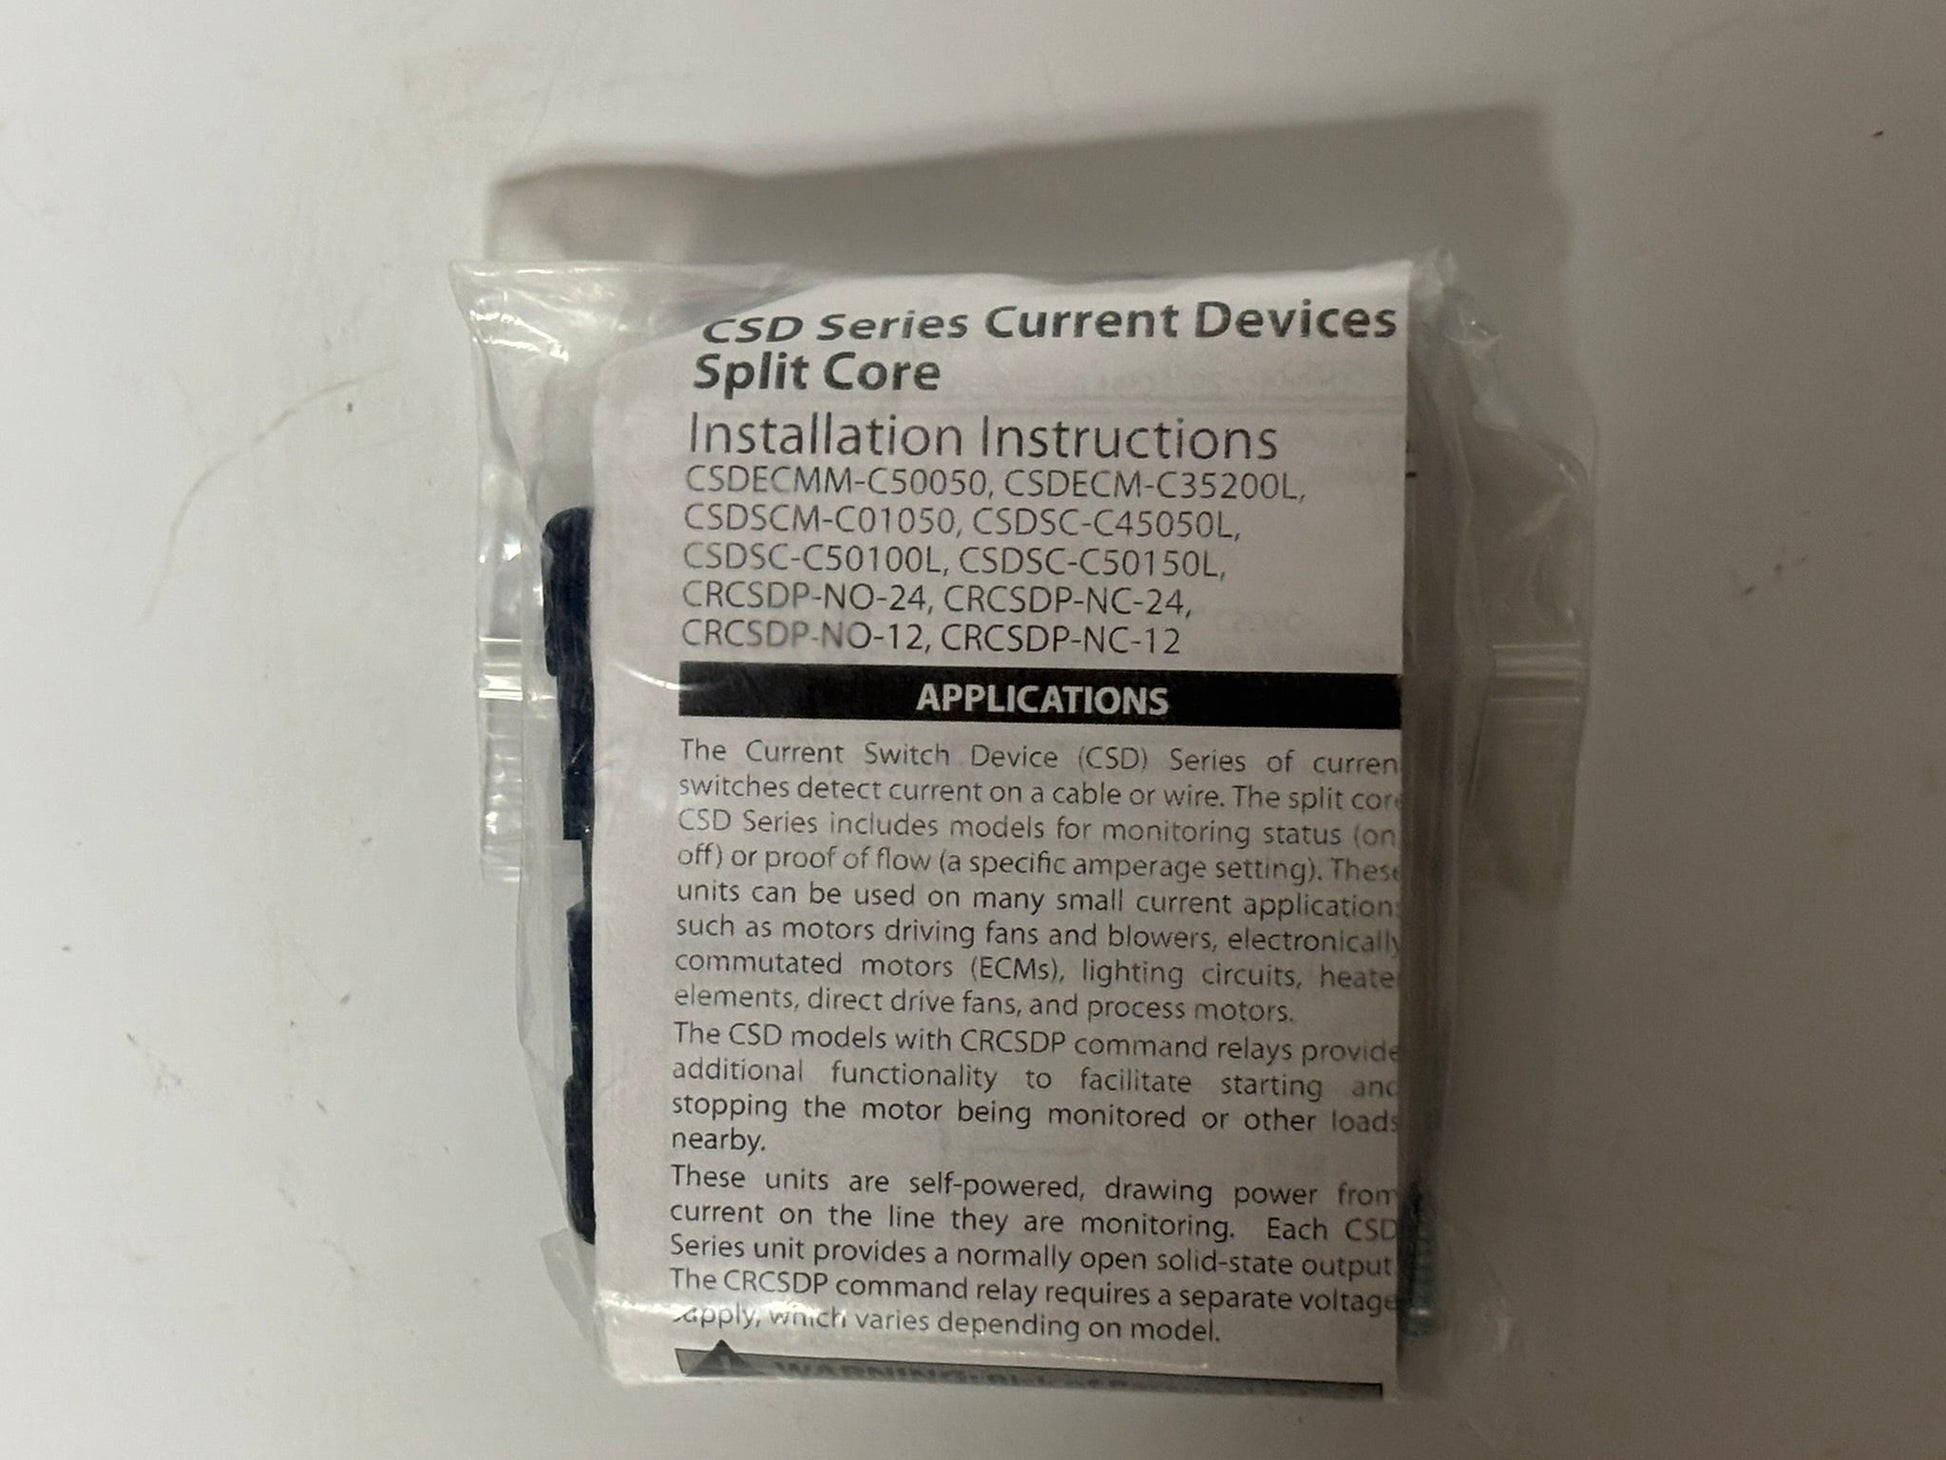 CSD Series Current Devices
Split Core
Installation Instructions
CSDECMM-C50050, CSDECM-C35200L,
CSDSCM-C01050, CSDSC-C45050L,
CSDSC-C50100L, CSDSC-C50150L,
CRCSDP-NO-24, CRCSDP-NC-24,
CRCSDP-NO-12, CRCSDP-NC-12
APPLICATIONS
The Current Switch Device (CSD) Series of curren
switches detect current on a cable or wire. The split core
CSD Series includes models for monitoring status (on
off) or proof of flow (a specific amperage setting). These
units can be used on many small current applications
such as motors driving fans and blowers, electronically
commutated motors (ECMs), lighting circuits, heate
elements, direct drive fans, and process motors.
The CSD models with CRCSDP command relays provide
additional functionality to facilitate starting and
stopping the motor being monitored or other loads
nearby.
These units are self-powered, drawing power from
current on the line they are monitoring. Each CSD
Series unit provides a normally open solid-state output
The CRCSDP command relay requires a separate voltage
supply, which varies depending on model.
WARNING: Risk of